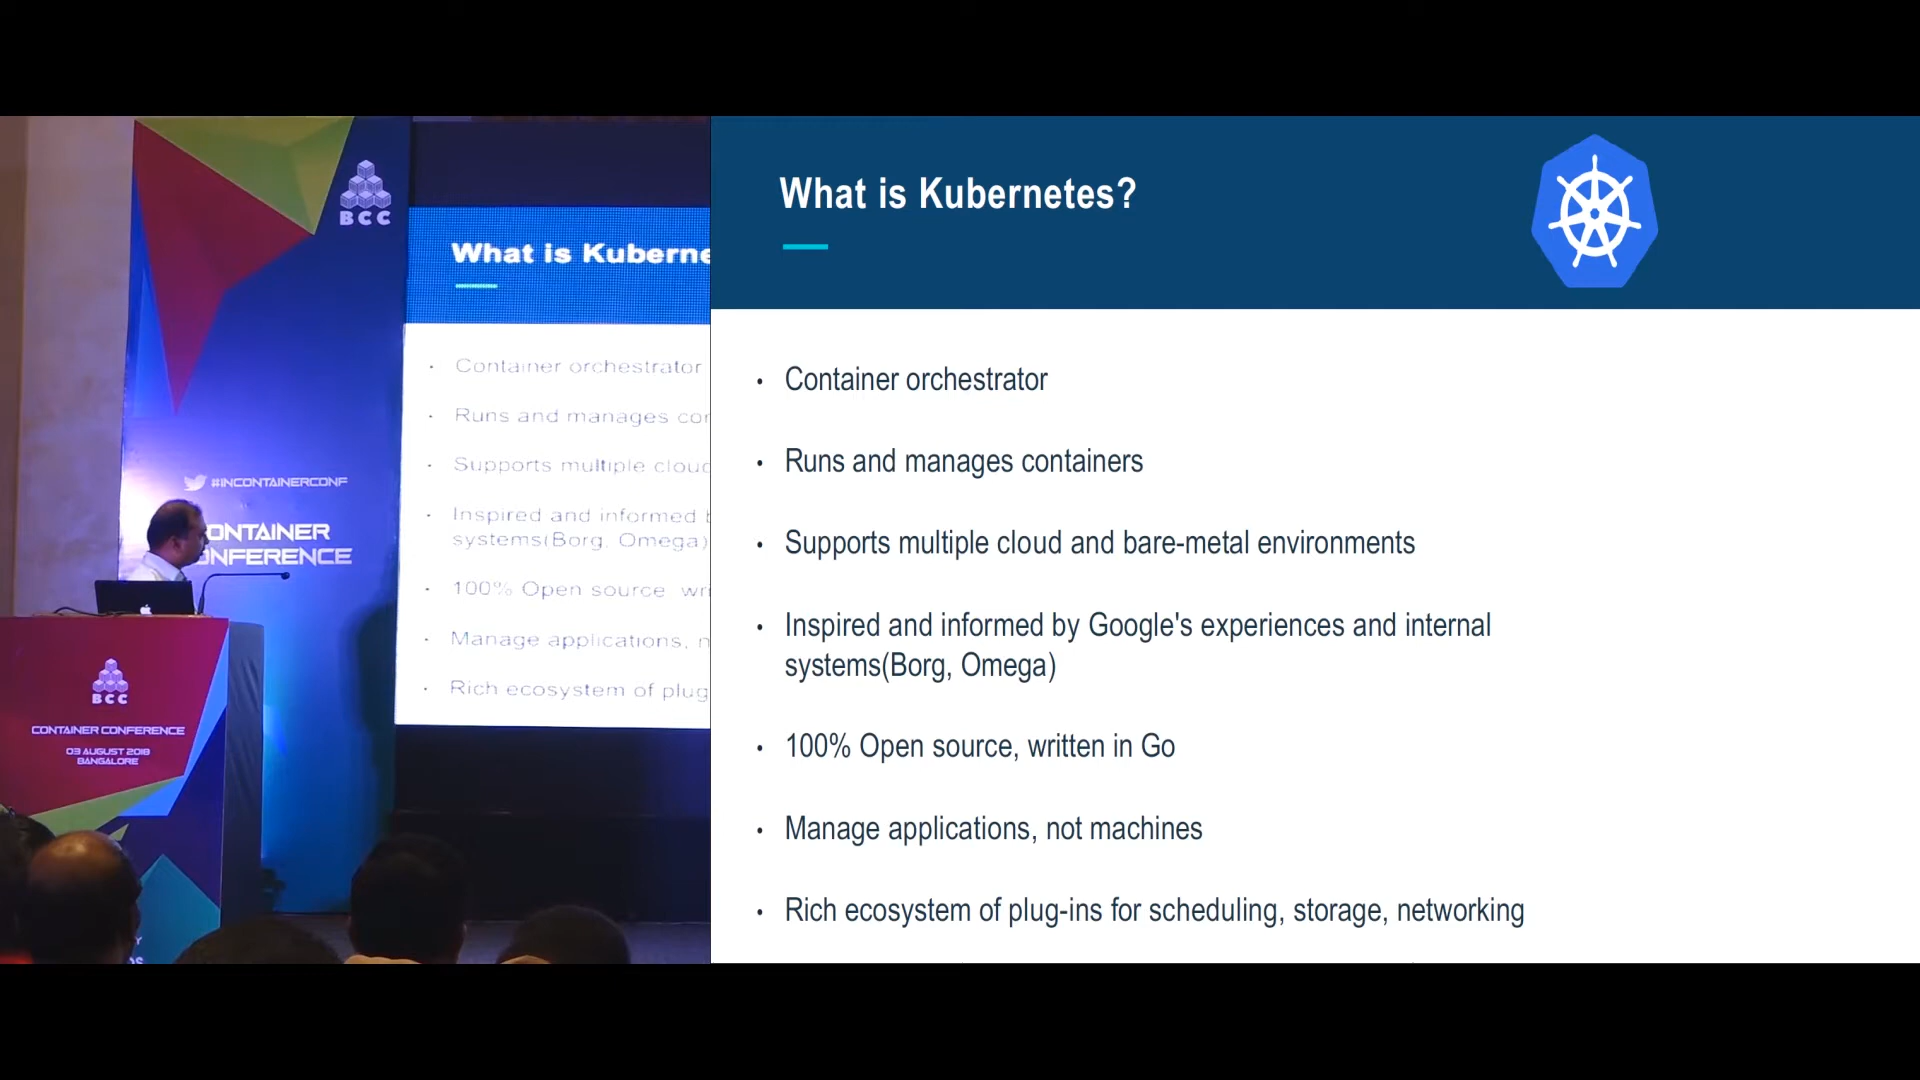 BCC
What is Kuberne
• Container orchestrator
• Runs and manages cor
• Supports multiple cloud
• Inspired and informed b
systems(Borg, Omega)
• 100% Open source wri
• Manage applications, n
• Rich ecosystem of plug
#INCONTAINERCONF
ONTAINER
ONFERENCE
BCC
CONTAINER CONFERENCE
03 AUGUST 2018
BANGALORE
What is Kubernetes?
• Container orchestrator
• Runs and manages containers
• Supports multiple cloud and bare-metal environments
• Inspired and informed by Google's experiences and internal
systems(Borg, Omega)
• 100% Open source, written in Go
• Manage applications, not machines
• Rich ecosystem of plug-ins for scheduling, storage, networking